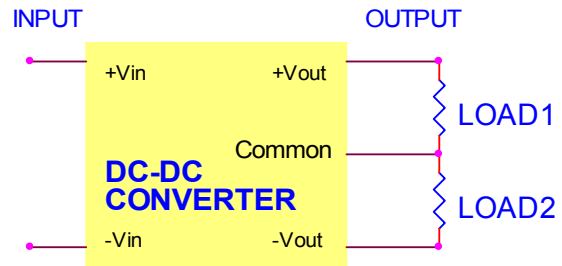 INPUT
OUTPUT
+Vin
+Vout
LOAD1
Common
DC-DC
CONVERTER
LOAD2
-Vin
-Vout